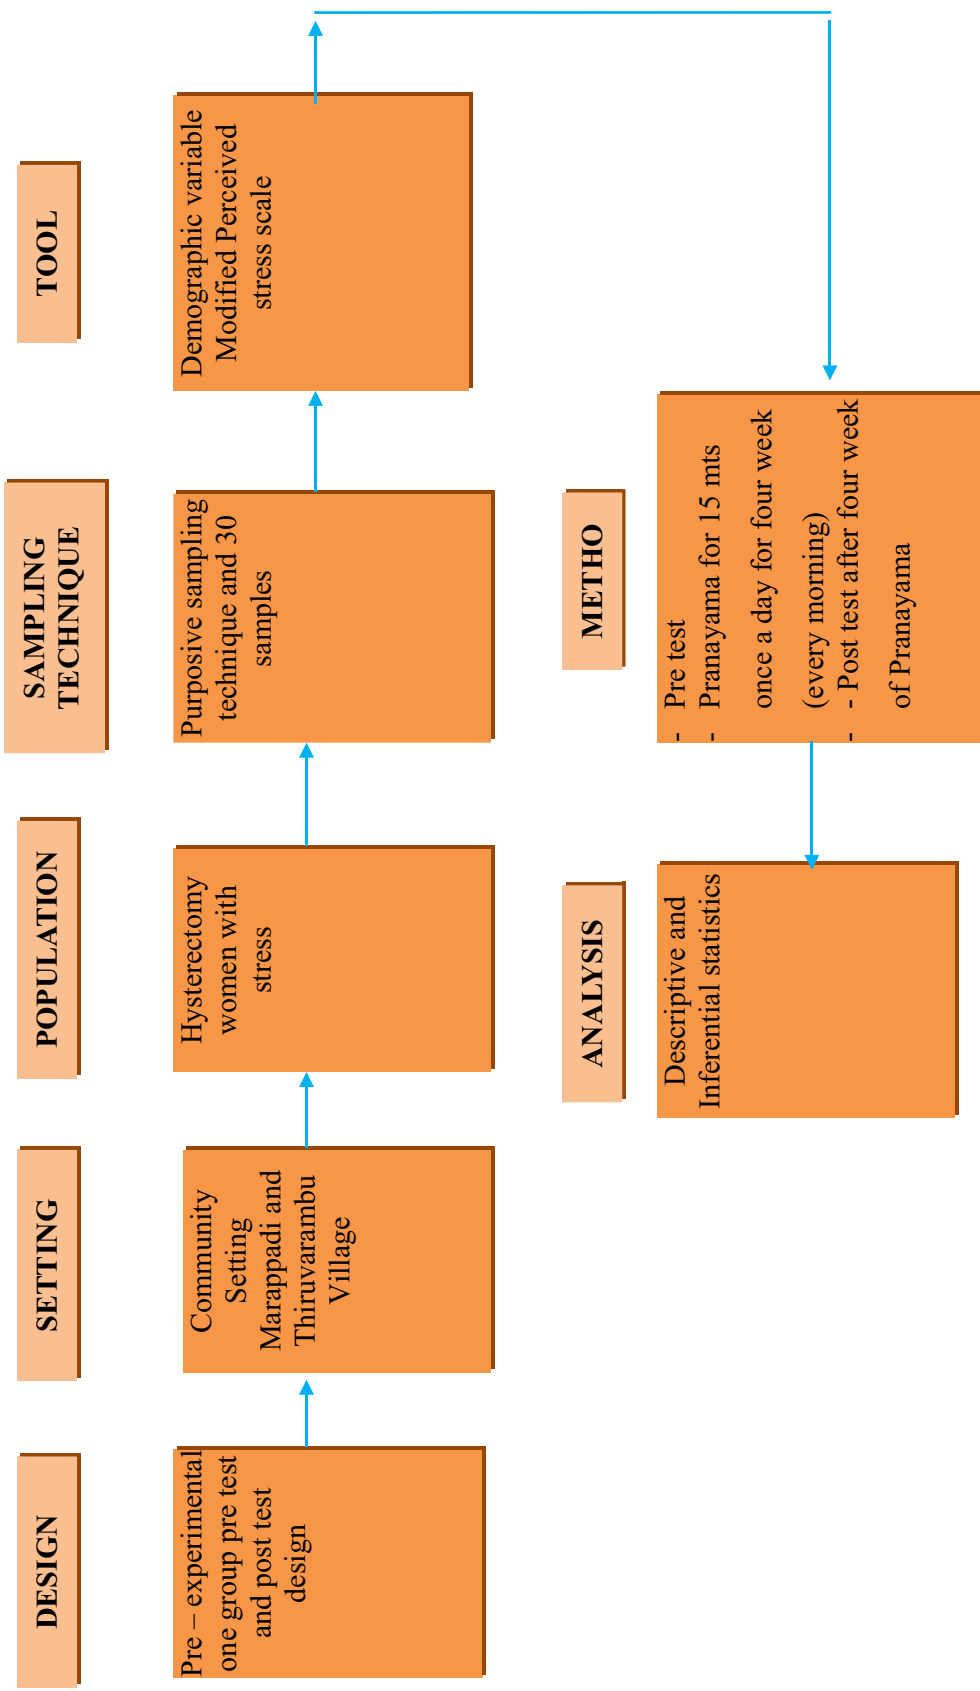 DESIGN
Pre – experimental
one group pre test
and post test
design
SETTING
Community
Setting
Marappadi and
Thiruvarambu
Village
POPULATION
Hysterectomy
women with
stress
SAMPLING
TECHNIQUE
Purposive sampling
technique and 30
samples
TOOL
Demographic variable
Modified Perceived
stress scale
METHO
- Pre test
- Pranayama for 15 mts
once a day for four week
(every morning)
- - Post test after four week
of Pranayama
ANALYSIS
Descriptive and
Inferential statistics